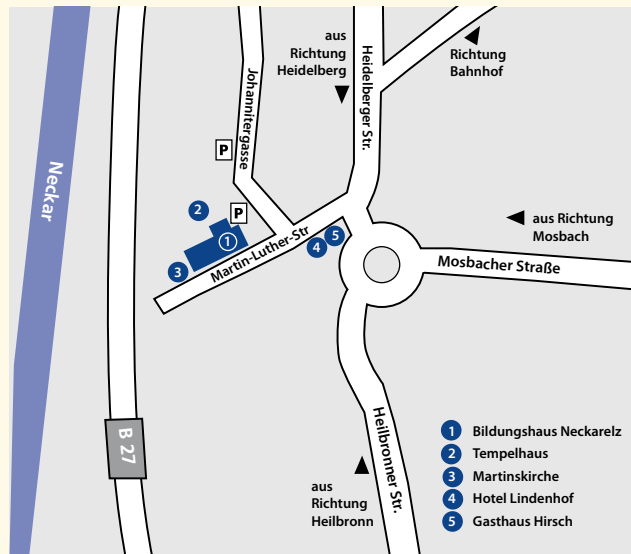 aus
Richtung
Heidelberg
Heidelberger Str.
Richtung
Bahnhof
Johannitergasse
Neckar
P
P
2
1
3
Martin-Luther-Str
4
5
aus Richtung
Mosbach
Mosbacher Straße
B 27
Heilbronner Str.
aus
Richtung
Heilbronn
1 Bildungshaus Neckarelz
2 Tempelhaus
3 Martinskirche
4 Hotel Lindenhof
5 Gasthaus Hirsch